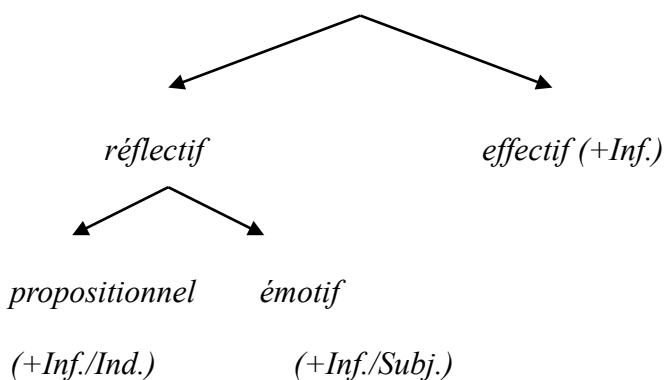 réflectif effectif (+Inf.)
propositionnel émotif
(+Inf./Ind.) (+Inf./Subj.)